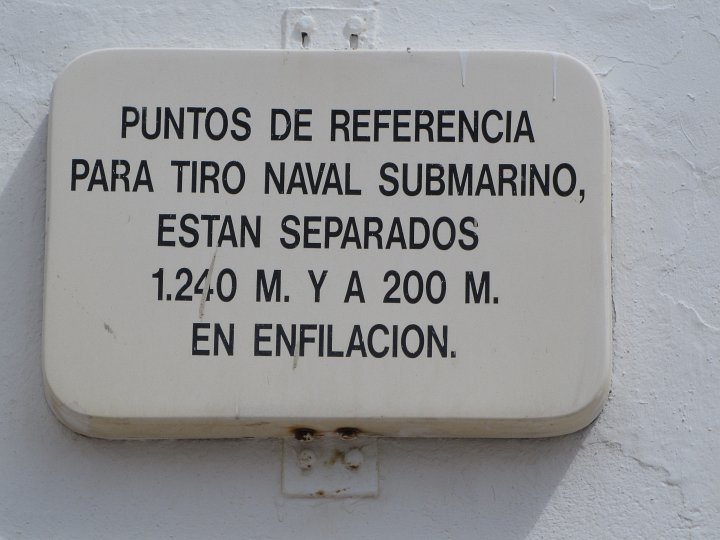 PUNTOS DE REFERENCIA
PARA TIRO NAVAL SUBMARINO,
ESTAN SEPARADOS
1.240 M. Y A 200 M.
EN ENFILACION.